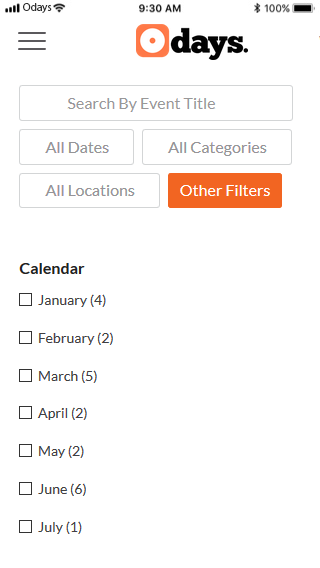 Odays 9:30 AM 100%
Odays.
Search By Event Title
All Dates All Categories
All Locations Other Filters
Calendar
January (4)
February (2)
March (5)
April (2)
May (2)
June (6)
July (1)